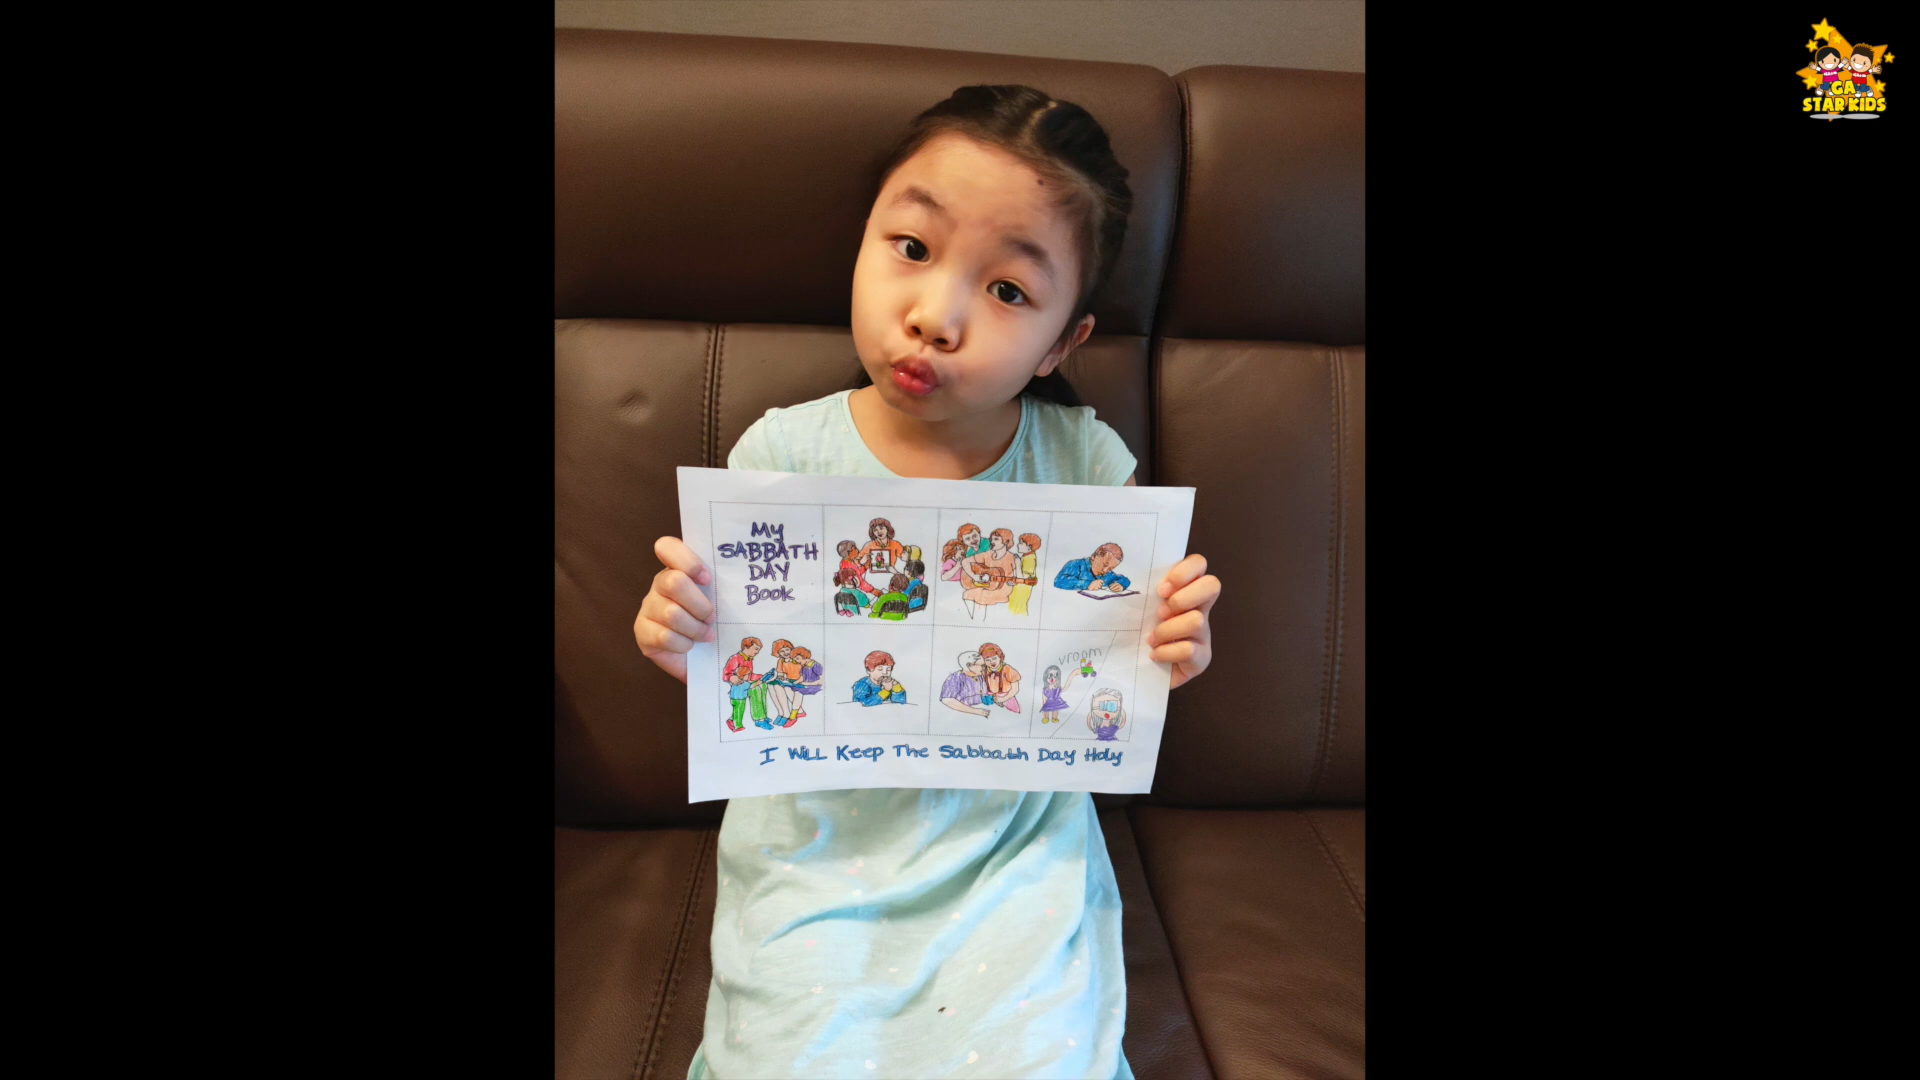 GA
STAR KIDS
MY
SABBATH
DAY
Book
vroom
I Will Keep The Sabbath Day Holy